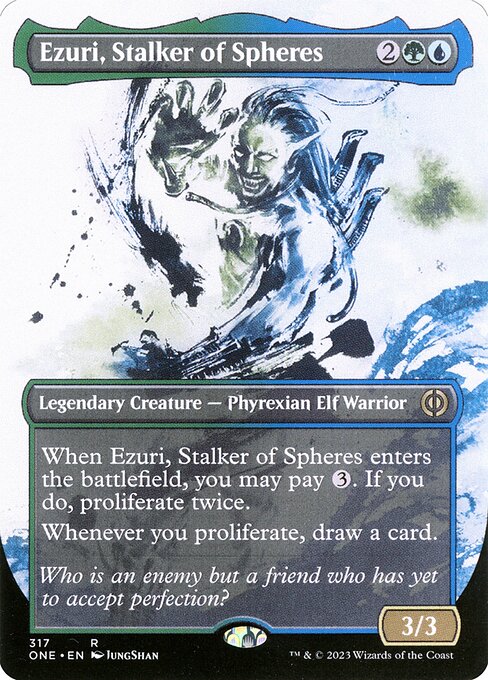 Ezuri, Stalker of Spheres 2
Legendary Creature — Phyrexian Elf Warrior
When Ezuri, Stalker of Spheres enters
the battlefield, you may pay 3. If you
do, proliferate twice.
Whenever you proliferate, draw a card.
Who is an enemy but a friend who has yet
to accept perfection?
3/3
317 R
ONE • EN JungShan
™ & © 2023 Wizards of the Coast